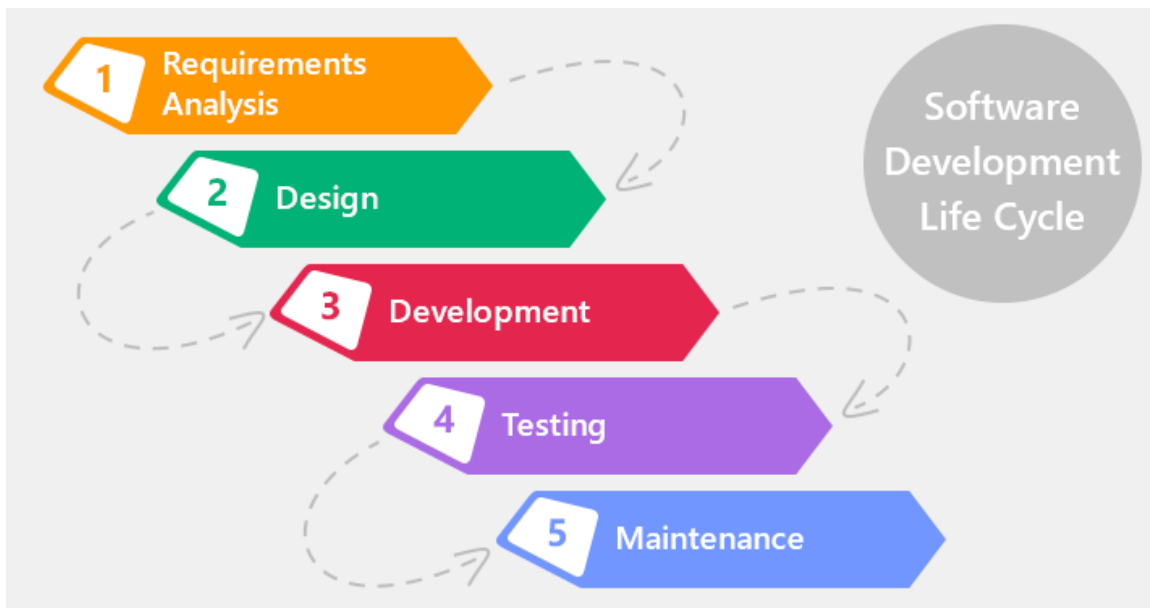 1
Requirements
Analysis
2
Design
3
Development
4
Testing
5
Maintenance
Software
Development
Life Cycle